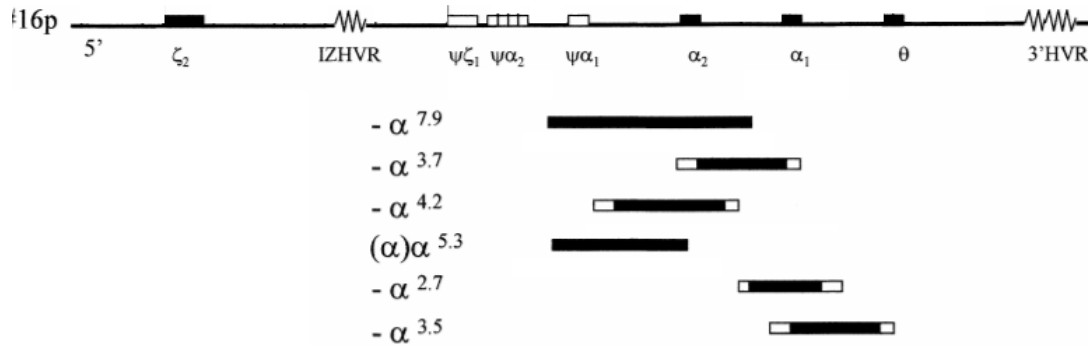 16p
5’ ζ2 IZHVR ψζ1 ψα2 ψα1 α2 α1 θ 3’HVR
- α 7.9
- α 3.7
- α 4.2
(α)α 5.3
- α 2.7
- α 3.5